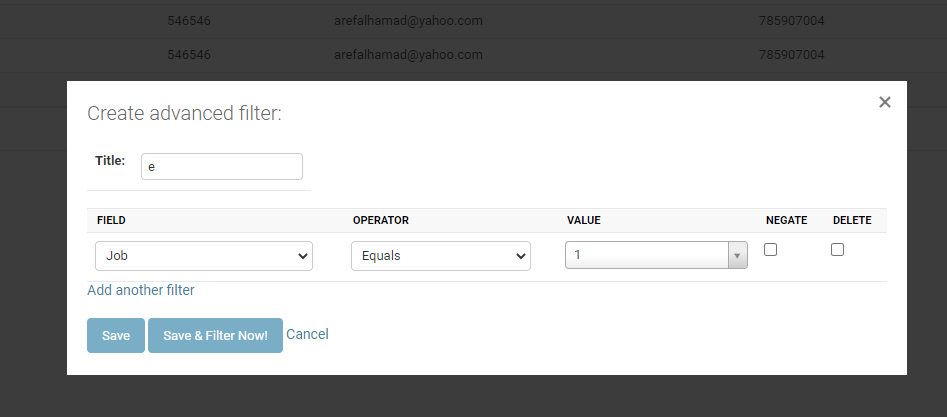 546546 arefalhamad@yahoo.com 785907004
546546 arefalhamad@yahoo.com 785907004
×
Create advanced filter:
Title: e
FIELD OPERATOR VALUE NEGATE DELETE
Job Equals 1
Add another filter
Save Save & Filter Now! Cancel